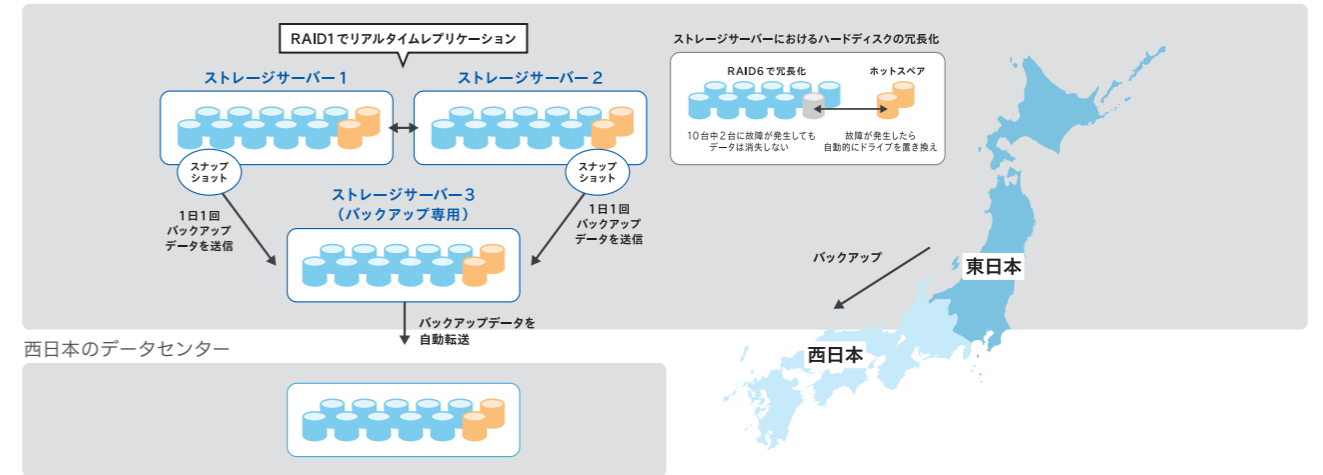 RAID1でリアルタイムレプリケーション
ストレージサーバー1
ストレージサーバー2
スナップ
ショット
スナップ
ショット
1日1回
バックアップ
データを送信
ストレージサーバー3
(バックアップ専用)
1日1回
バックアップ
データを送信
バックアップデータを
自動転送
ストレージサーバーにおけるハードディスクの冗長化
RAID6で冗長化
ホットスペア
10台中2台に故障が発生しても
データは消失しない
故障が発生したら
自動的にドライブを置き換え
バックアップ
東日本
西日本
西日本のデータセンター